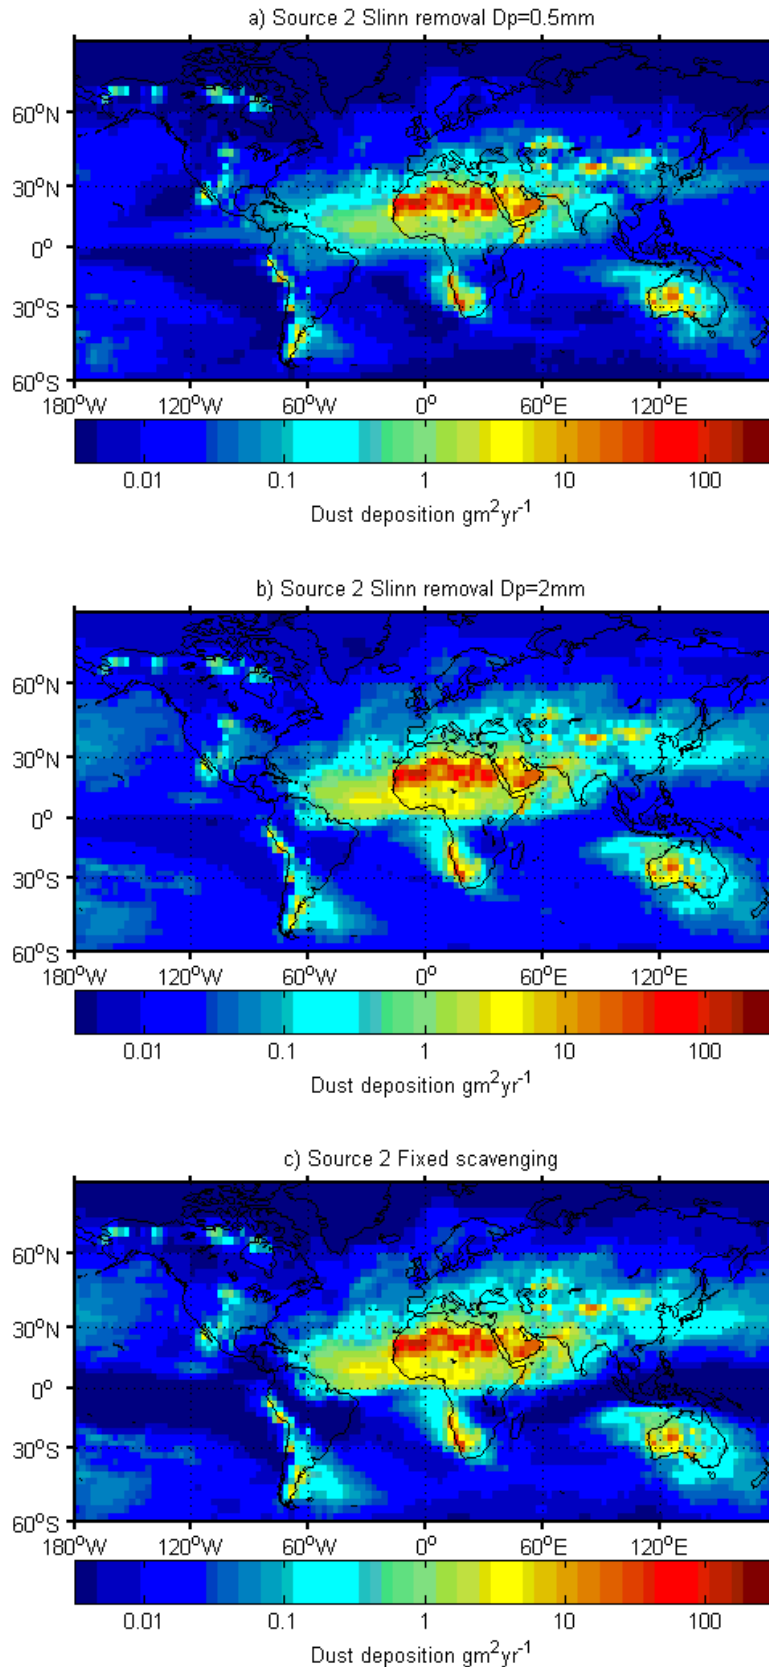 a) Source 2 Slinn removal Dp=0.5mm
60°N
30°N
0°
30°S
60°S
180°W 120°W 60°W 0° 60°E 120°E
0.01 0.1 1 10 100
Dust deposition gm²yr⁻¹
b) Source 2 Slinn removal Dp=2mm
60°N
30°N
0°
30°S
60°S
180°W 120°W 60°W 0° 60°E 120°E
0.01 0.1 1 10 100
Dust deposition gm²yr⁻¹
c) Source 2 Fixed scavenging
60°N
30°N
0°
30°S
60°S
180°W 120°W 60°W 0° 60°E 120°E
0.01 0.1 1 10 100
Dust deposition gm²yr⁻¹